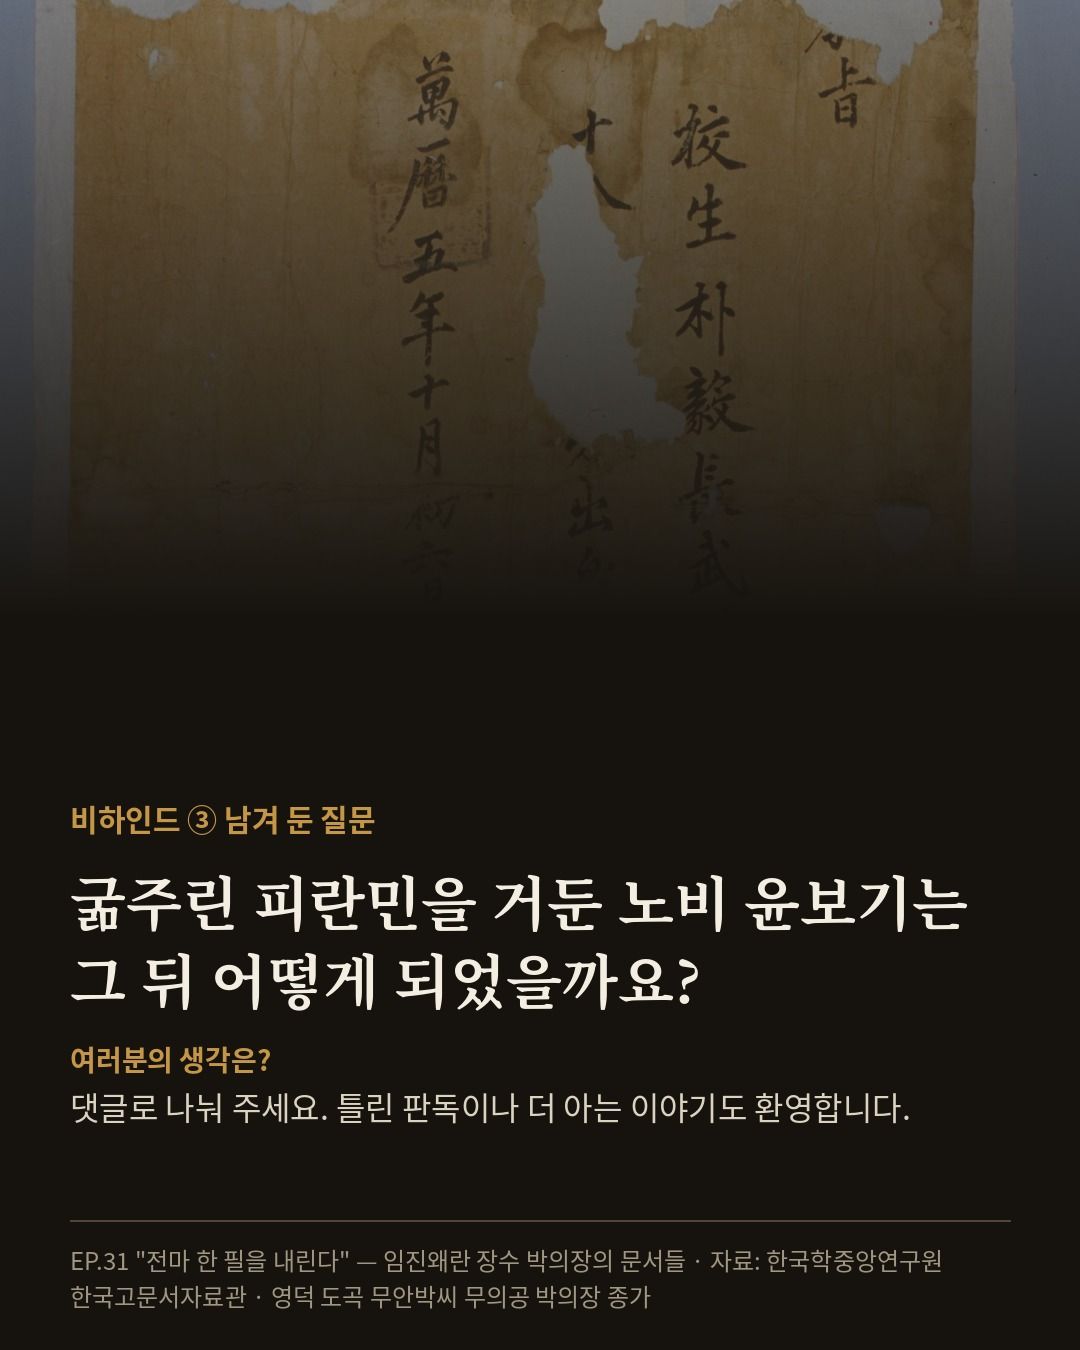 旨
校生朴毅長武
十八
出
萬曆五年十月初六日
비하인드 ③ 남겨 둔 질문
굶주린 피란민을 거둔 노비 윤보기는
그 뒤 어떻게 되었을까요?
여러분의 생각은?
댓글로 나눠 주세요. 틀린 판독이나 더 아는 이야기도 환영합니다.
EP.31 "전마 한 필을 내린다" — 임진왜란 장수 박의장의 문서들 · 자료: 한국학중앙연구원
한국고문서자료관 · 영덕 도곡 무안박씨 무의공 박의장 종가